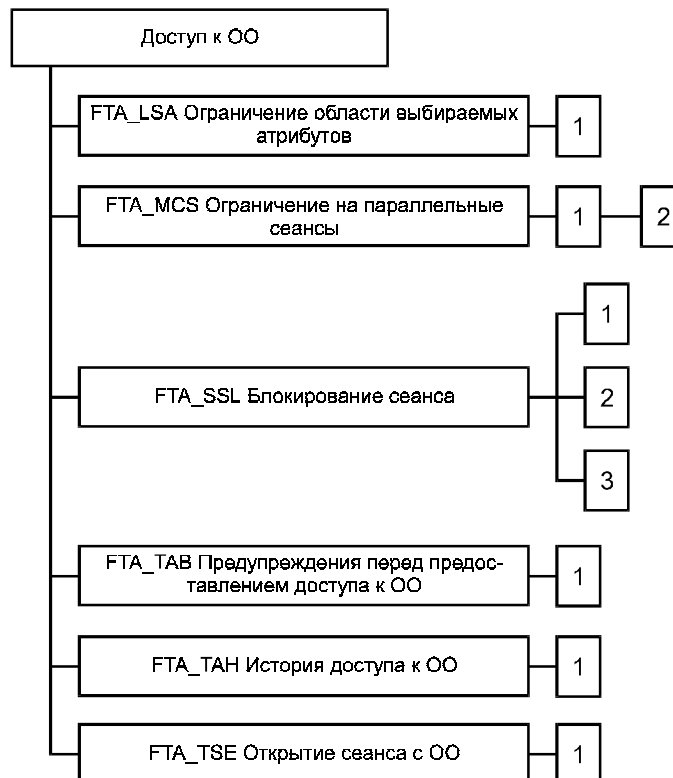 Доступ к ОО
FTA_LSA Ограничение области выбираемых
атрибутов
1
FTA_MCS Ограничение на параллельные
сеансы
1
2
1
FTA_SSL Блокирование сеанса
2
3
FTA_TAB Предупреждения перед предос-
тавлением доступа к ОО
1
FTA_TAH История доступа к ОО
1
FTA_TSE Открытие сеанса с ОО
1